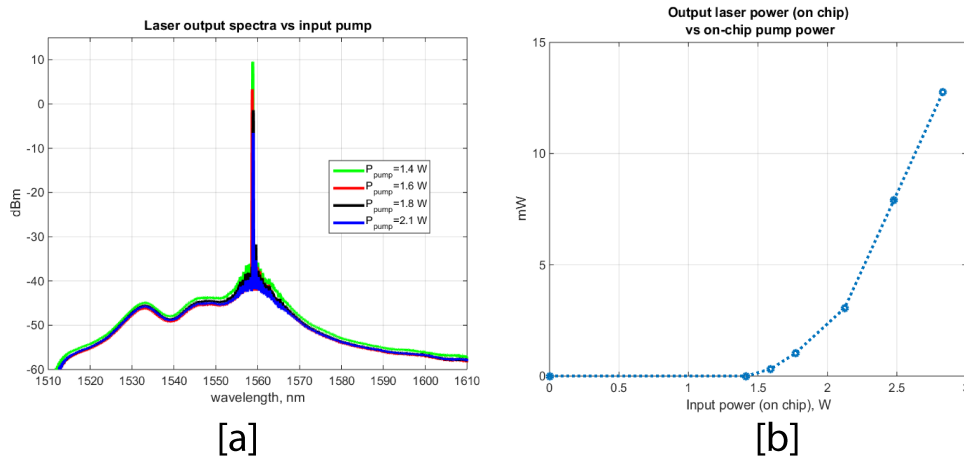 Laser output spectra vs input pump
10
0
-10
-20
-30
-40
-50
-60
dBm
1510 1520 1530 1540 1550 1560 1570 1580 1590 1600 1610
wavelength, nm
P pump=1.4 W
P pump=1.6 W
P pump=1.8 W
P pump=2.1 W
[a]
Output laser power (on chip)
vs on-chip pump power
15
10
5
0
mW
0 0.5 1 1.5 2 2.5 3
Input power (on chip), W
[b]